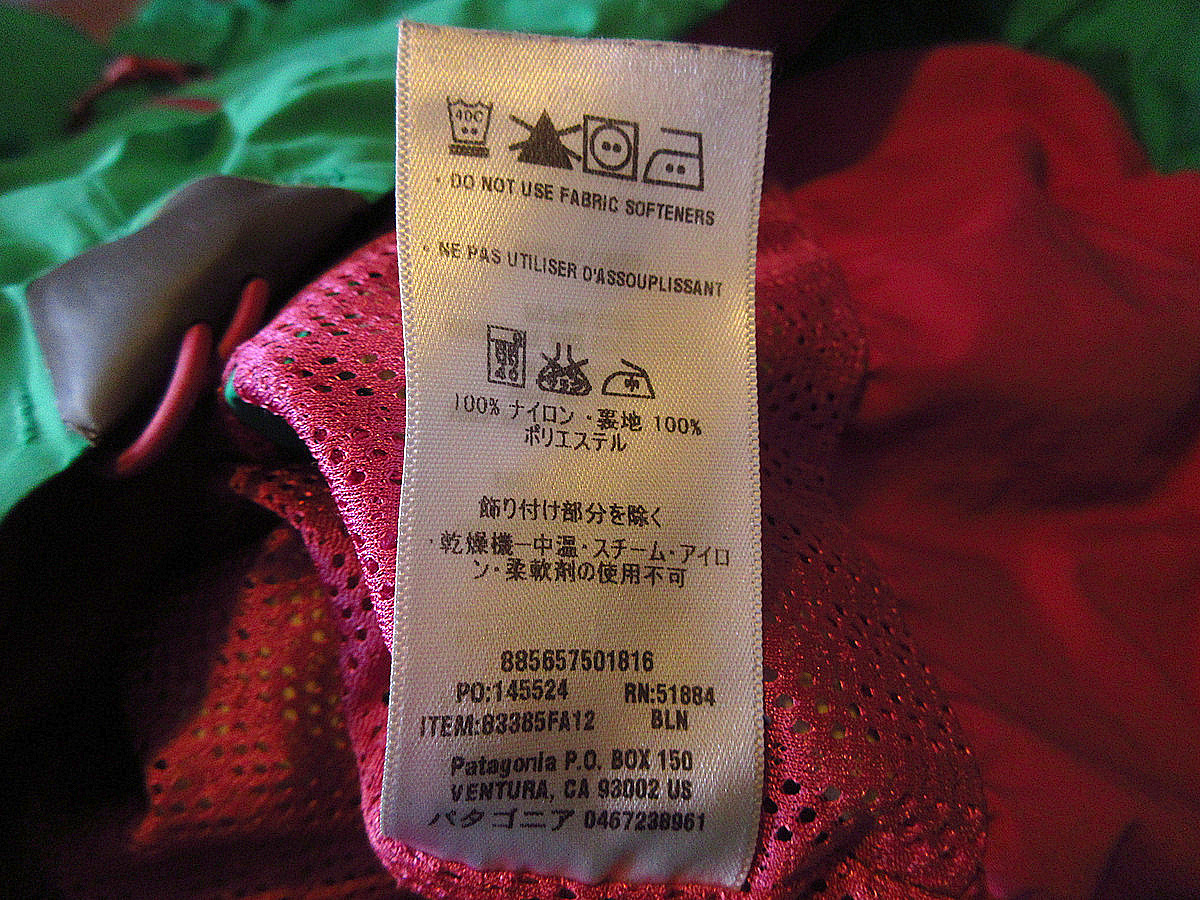 40C
· DO NOT USE FABRIC SOFTENERS
· NE PAS UTILISER D'ASSOUPLISSANT
40
100% ナイロン · 裏地 100%
ポリエステル
飾り付け部分を除く
· 乾燥機ー中温 · スチーム · アイロ
ン · 柔軟剤の使用不可
885657501816
PO:145524 RN:51884
ITEM:83385FA12 BLN
Patagonia P.O. BOX 150
VENTURA, CA 93002 US
パタゴニア 0467238961